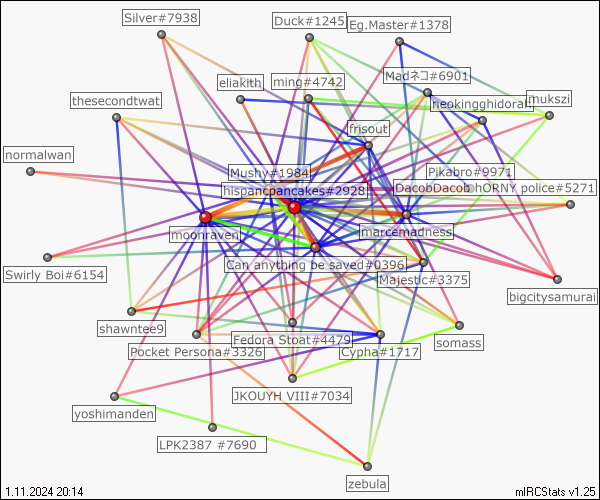 Silver#7938
Duck#1245
Eg.Master#1378
Madネコ#6901
eliakith
ming#4742
heokingghidorah
mukszi
thesecondtwat
frisout
normalwan
Mushy#1984
Pikabro#9971
hispancpancakes#2928
DacobDacob
hORNY police#5271
moonraven
marcemadness
Can anything be saved#0396
Swirly Boi#6154
Majestic#3375
bigcitysamurai
shawntee9
Fedora Stoat#4479
somass
Pocket Persona#3326
Cypha#1717
JKOUYH VIII#7034
yoshimanden
LPK2387 #7690
zebula
1.11.2024 20:14
mIRCStats v1.25